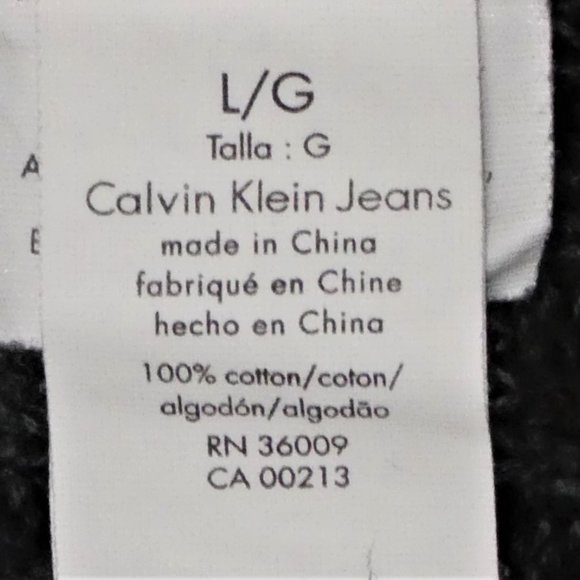 L/G
Talla : G
Calvin Klein Jeans
made in China
fabriqué en Chine
hecho en China
100% cotton/coton/
algodón/algodão
RN 36009
CA 00213